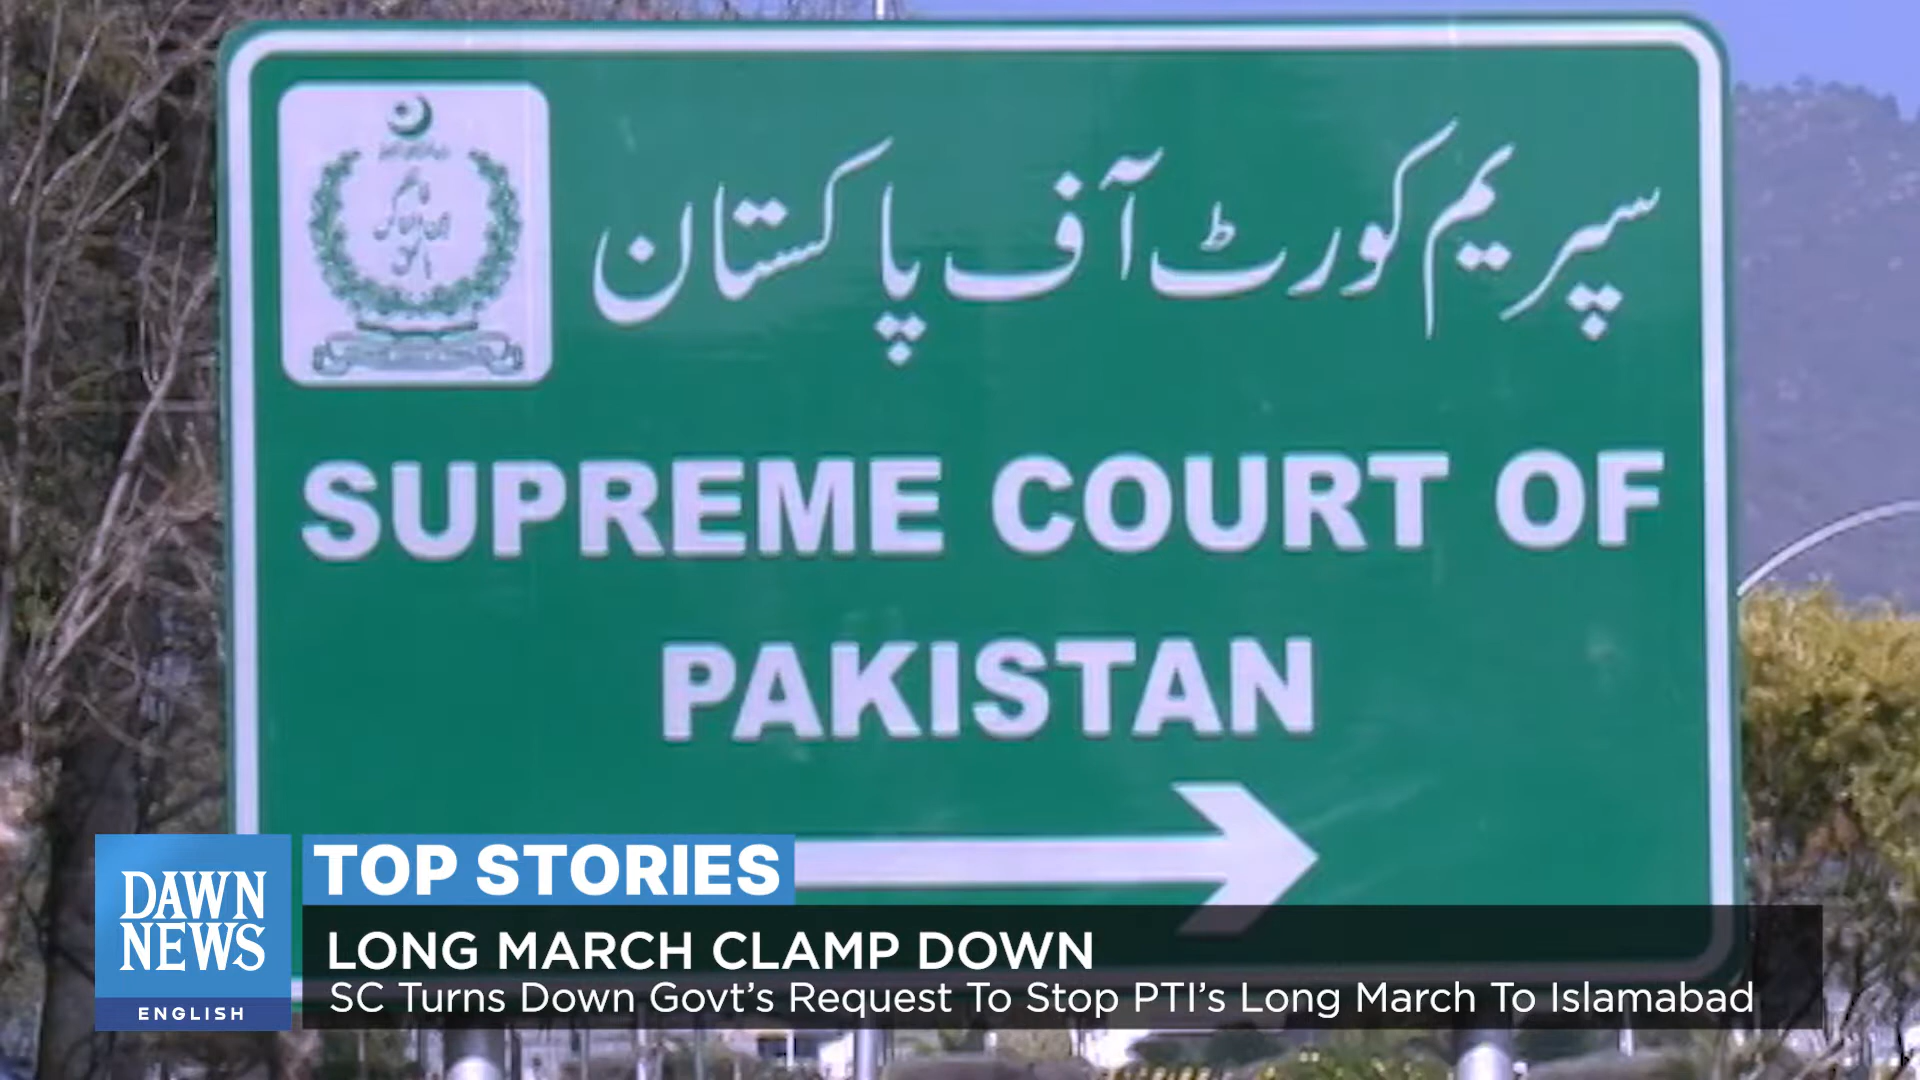 سپریم کورٹ آف پاکستان
SUPREME COURT OF
PAKISTAN
TOP STORIES
DAWN
NEWS
ENGLISH
LONG MARCH CLAMP DOWN
SC Turns Down Govt's Request To Stop PTI's Long March To Islamabad